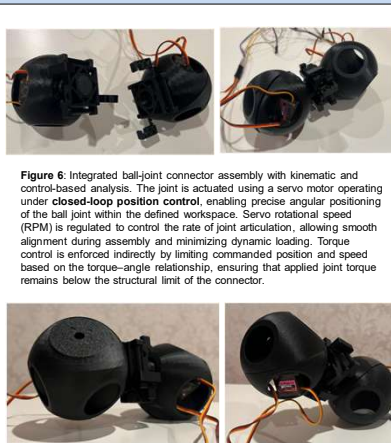 Figure 6: Integrated ball-joint connector assembly with kinematic and
control-based analysis. The joint is actuated using a servo motor operating
under closed-loop position control, enabling precise angular positioning
of the ball joint within the defined workspace. Servo rotational speed
(RPM) is regulated to control the rate of joint articulation, allowing smooth
alignment during assembly and minimizing dynamic loading. Torque
control is enforced indirectly by limiting commanded position and speed
based on the torque–angle relationship, ensuring that applied joint torque
remains below the structural limit of the connector.